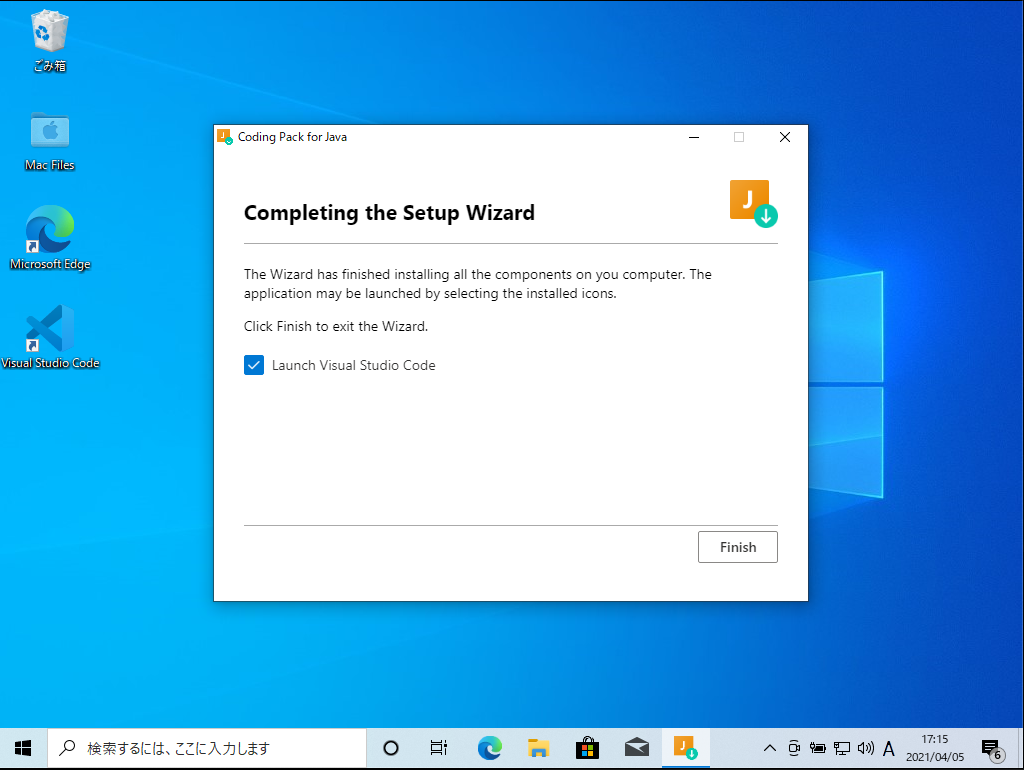 ごみ箱
Mac Files
Microsoft Edge
Visual Studio Code
J
Coding Pack for Java
Completing the Setup Wizard
J
The Wizard has finished installing all the components on you computer. The
application may be launched by selecting the installed icons.
Click Finish to exit the Wizard.
Launch Visual Studio Code
Finish
検索するには、ここに入力します
J
A
17:15
2021/04/05
6